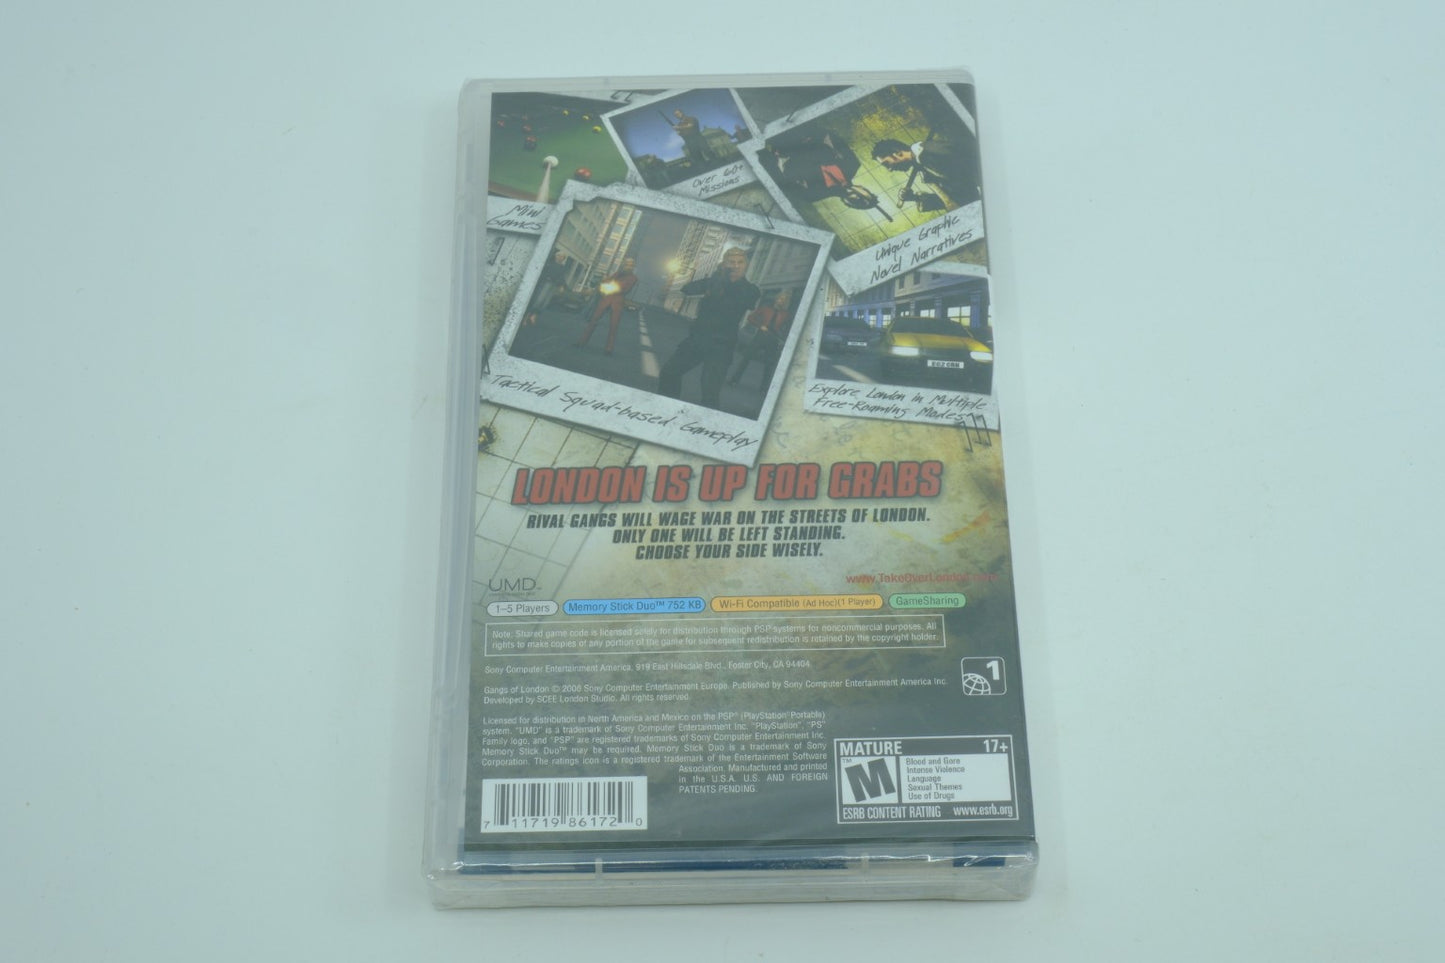 Mini
Games
Over 60+
Missions
Unique Graphic
Novel Narratives
Tactical Squad-based Gameplay
Explore London in Multiple
Free-Roaming Modes
LONDON IS UP FOR GRABS
RIVAL GANGS WILL WAGE WAR ON THE STREETS OF LONDON.
ONLY ONE WILL BE LEFT STANDING.
CHOOSE YOUR SIDE WISELY.
UMD™
www.TakeOverLondon.com
1–5 Players
Memory Stick Duo™ 752 KB
Wi-Fi Compatible (Ad Hoc)(1 Player)
GameSharing
Note: Shared game code is licensed solely for distribution through PSP systems for noncommercial purposes. All
rights to make copies of any portion of the game for subsequent redistribution is retained by the copyright holder.
Sony Computer Entertainment America, 919 East Hillsdale Blvd., Foster City, CA 94404
1
Gangs of London © 2006 Sony Computer Entertainment Europe. Published by Sony Computer Entertainment America Inc.
Developed by SCEE London Studio. All rights reserved.
Licensed for distribution in North America and Mexico on the PSP® (PlayStation®Portable)
system. "UMD" is a trademark of Sony Computer Entertainment Inc. "PlayStation", "PS"
Family logo, and "PSP" are registered trademarks of Sony Computer Entertainment Inc.
Memory Stick Duo™ may be required. Memory Stick Duo is a trademark of Sony
Corporation. The ratings icon is a registered trademark of the Entertainment Software
Association. Manufactured and printed
in the U.S.A. U.S. AND FOREIGN
PATENTS PENDING.
7 11719 86172 0
MATURE 17+
M
Blood and Gore
Intense Violence
Language
Sexual Themes
Use of Drugs
ESRB CONTENT RATING www.esrb.org